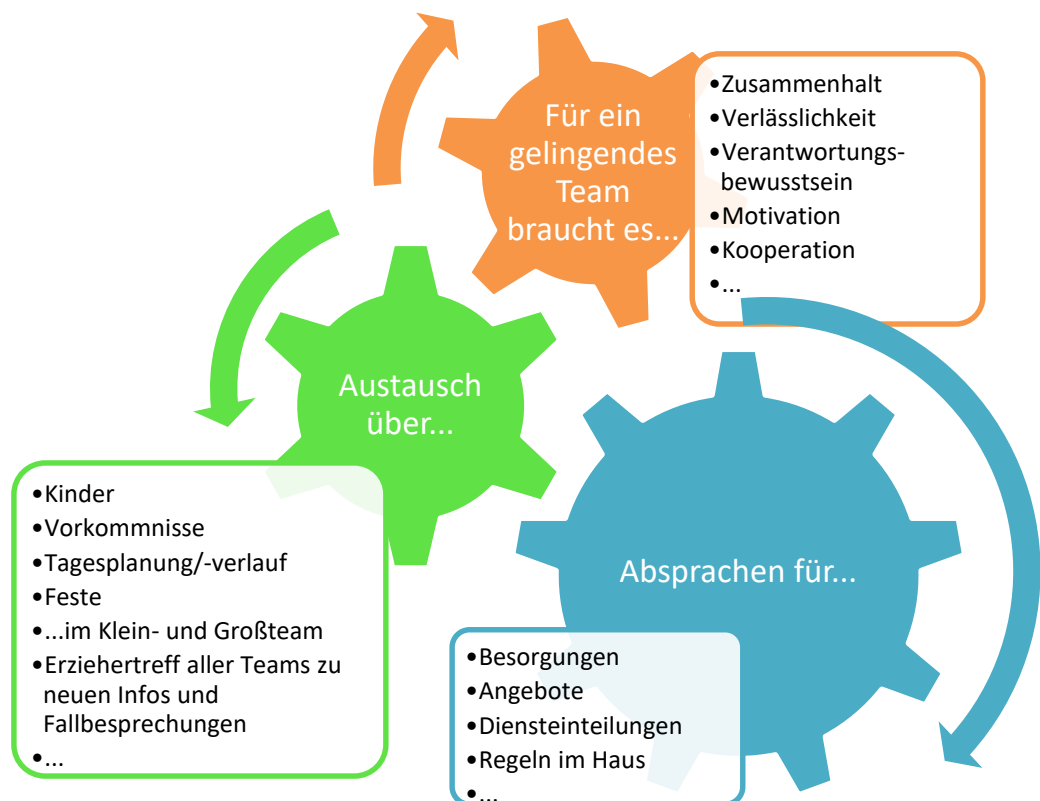 Für ein
gelingendes
Team
braucht es...
•Zusammenhalt
•Verlässlichkeit
•Verantwortungs-
bewusstsein
•Motivation
•Kooperation
•...
Austausch
über...
•Kinder
•Vorkommnisse
•Tagesplanung/-verlauf
•Feste
•...im Klein- und Großteam
•Erziehertreff aller Teams zu
neuen Infos und
Fallbesprechungen
•...
Absprachen für...
•Besorgungen
•Angebote
•Diensteinteilungen
•Regeln im Haus
•...